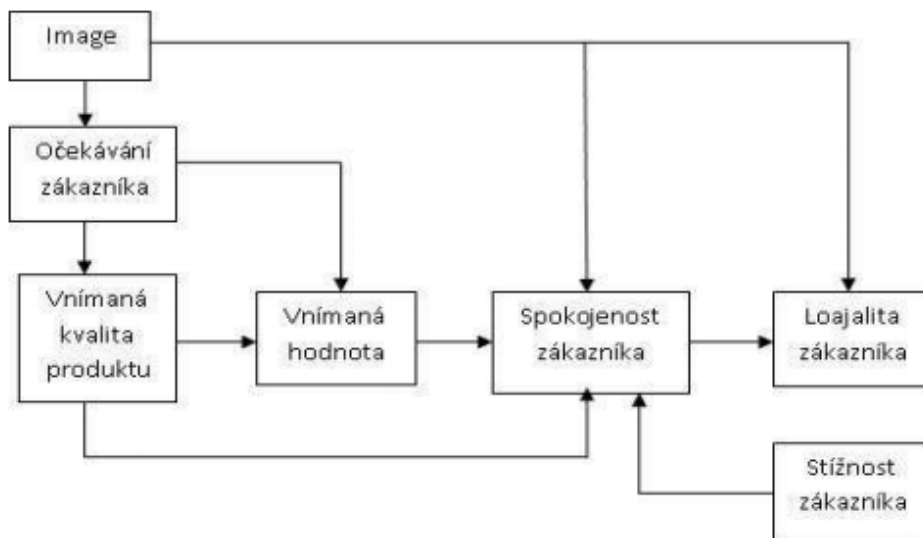 Image
Očekávání
zákazníka
Vnímaná
kvalita
produktu
Vnímaná
hodnota
Spokojenost
zákazníka
Loajalita
zákazníka
Stížnost
zákazníka